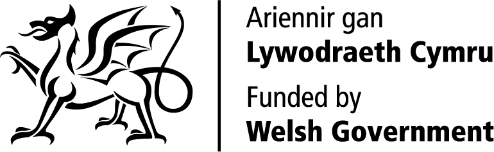 Ariennir gan
Lywodraeth Cymru
Funded by
Welsh Government